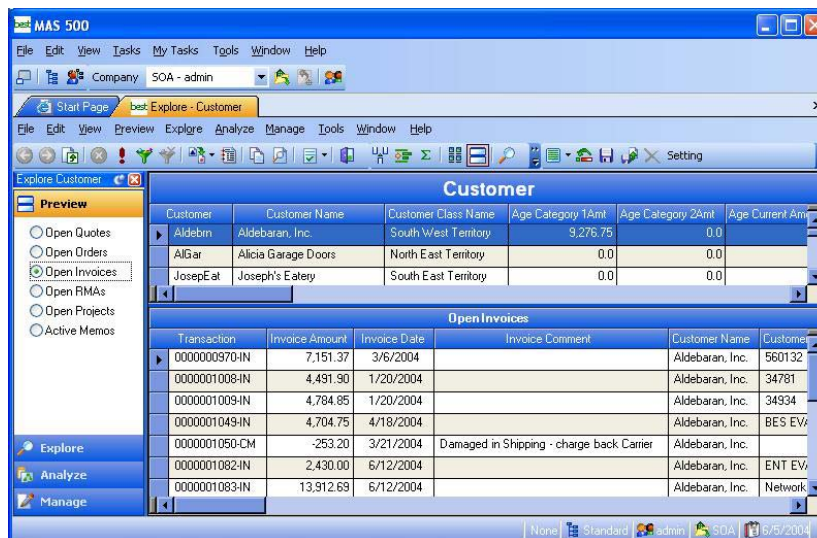 best MAS 500
File Edit View Tasks My Tasks Tools Window Help
Company SOA - admin
Start Page best Explore - Customer
File Edit View Preview Explore Analyze Manage Tools Window Help
Setting
Explore Customer
Customer
Preview
Customer Customer Name Customer Class Name Age Category 1Amt Age Category 2Amt Age Current Am
Open Quotes
Aldebrn Aldebaran, Inc. South West Territory 9,276.75 0.0
Open Orders
AlGar Alicia Garage Doors North East Territory 0.0 0.0
Open Invoices
JosepEat Joseph's Eatery South East Territory 0.0 0.0
Open RMAs
Open Projects
Active Memos
Open Invoices
Transaction Invoice Amount Invoice Date Invoice Comment Customer Name Customer
0000000970-IN 7,151.37 3/6/2004 Aldebaran, Inc. 560132
0000001008-IN 4,491.90 1/20/2004 Aldebaran, Inc. 34781
0000001009-IN 4,784.85 1/20/2004 Aldebaran, Inc. 34934
0000001049-IN 4,704.75 4/18/2004 Aldebaran, Inc. BES EV
0000001050-CM -253.20 3/21/2004 Damaged in Shipping - charge back Carrier Aldebaran, Inc.
0000001082-IN 2,430.00 6/12/2004 Aldebaran, Inc. ENT EV
0000001083-IN 13,912.69 6/12/2004 Aldebaran, Inc. Network
Explore
Analyze
Manage
None Standard admin SOA 6/5/2004